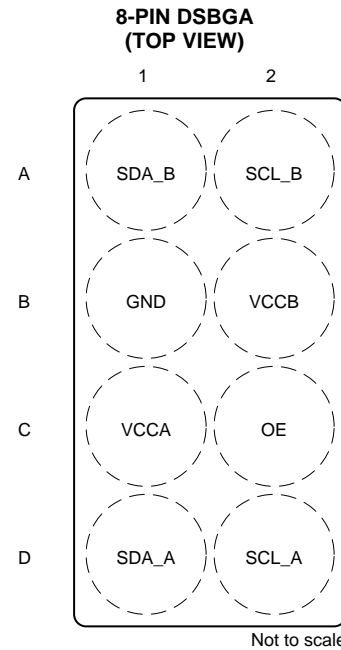 8-PIN DSBGA
(TOP VIEW)
1 2
A SDA_B SCL_B
B GND VCCB
C VCCA OE
D SDA_A SCL_A
Not to scale